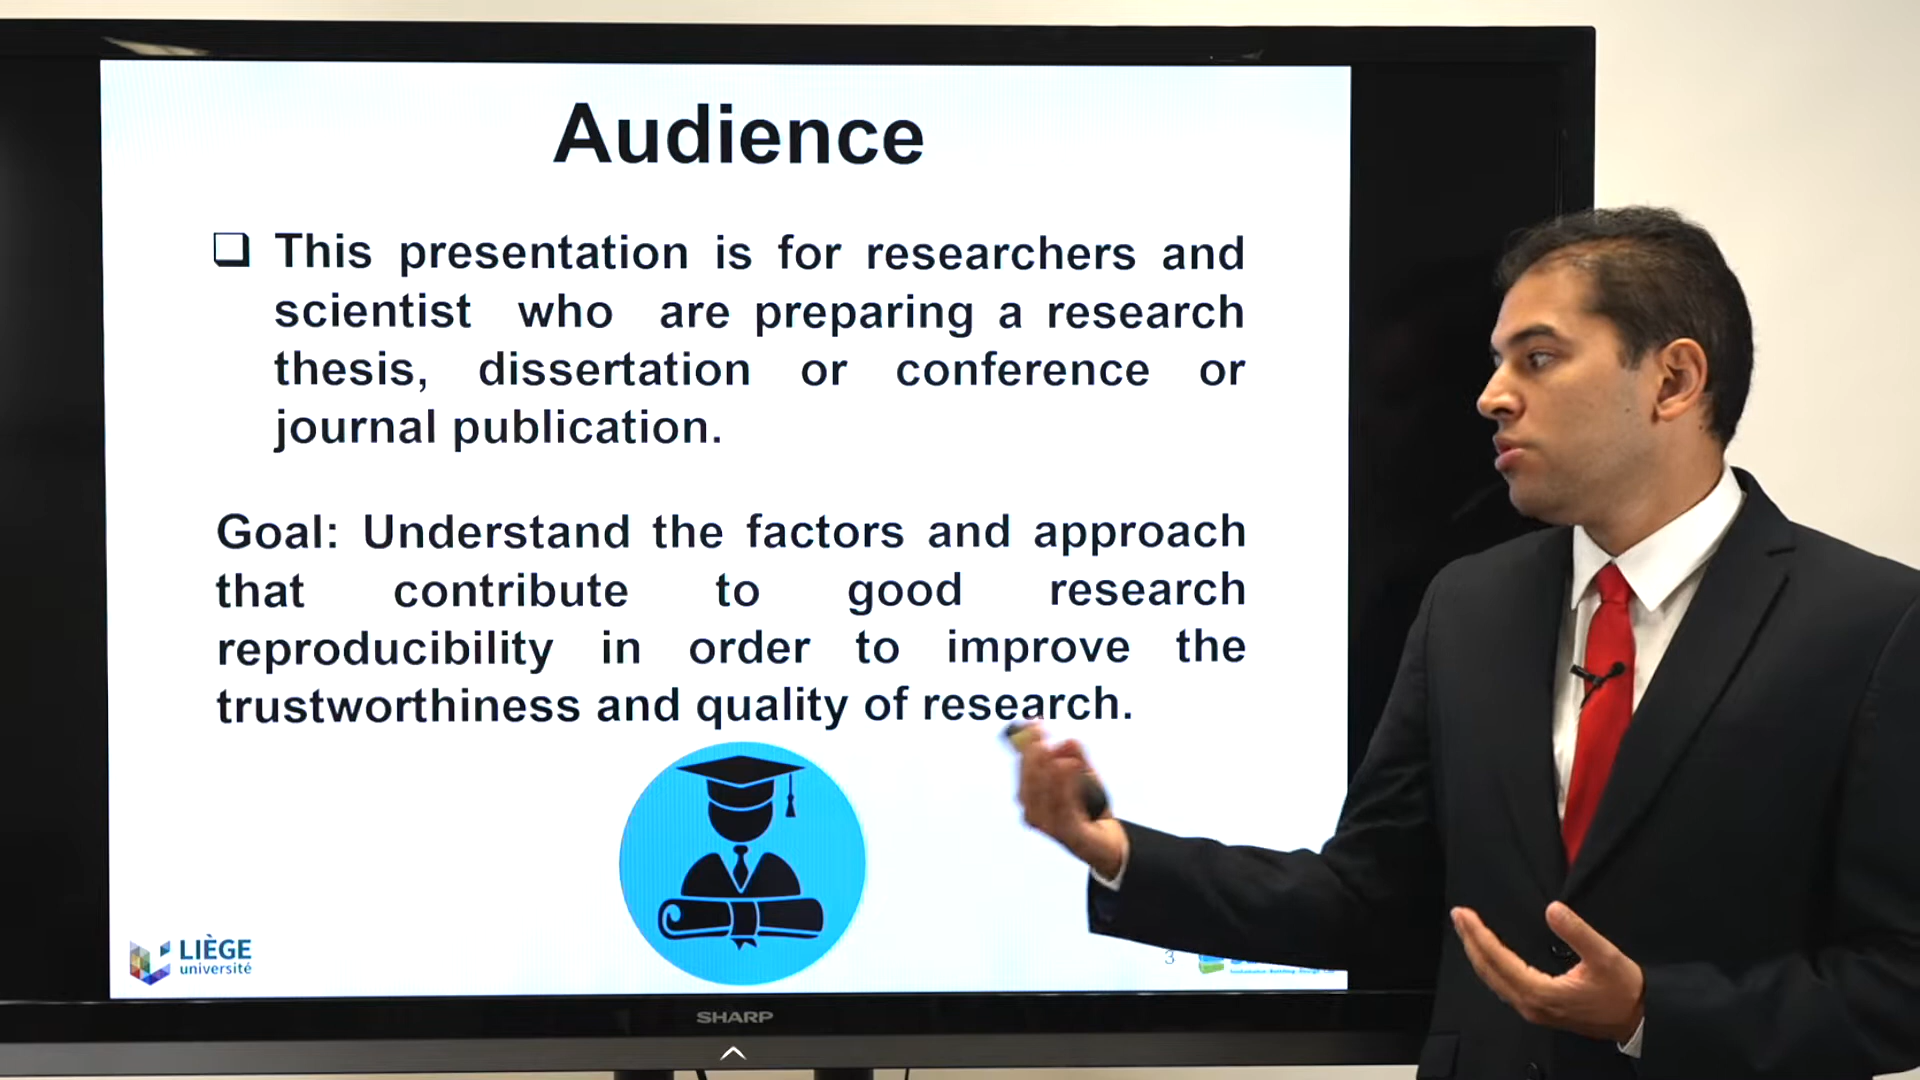 Audience
❑ This presentation is for researchers and
scientist who are preparing a research
thesis, dissertation or conference or
journal publication.
Goal: Understand the factors and approach
that contribute to good research
reproducibility in order to improve the
trustworthiness and quality of research.
LIÈGE
université
3
SHARP